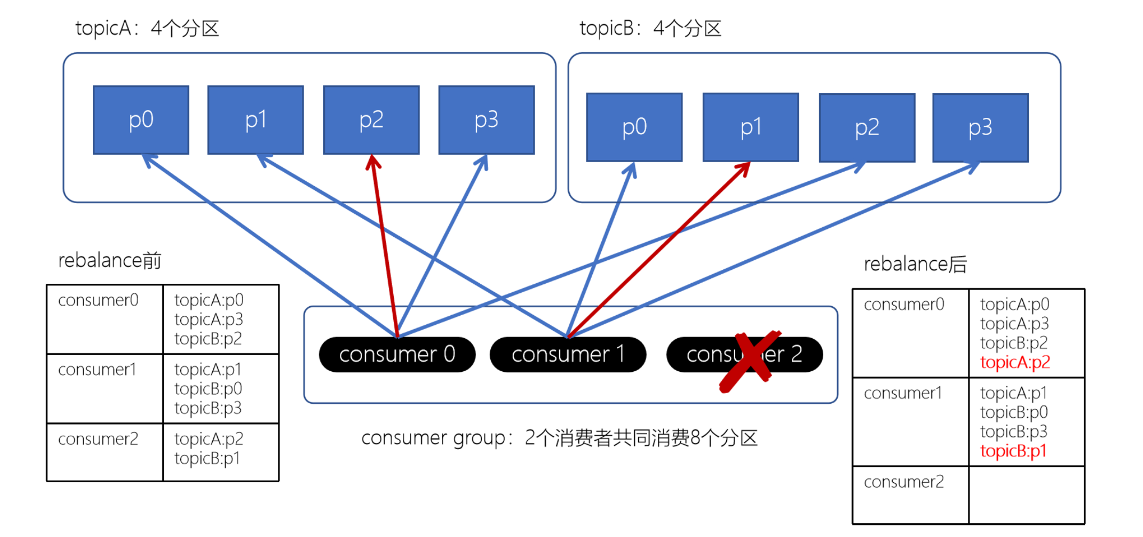 topicA：4个分区
topicB：4个分区
p0
p1
p2
p3
p0
p1
p2
p3
rebalance前
consumer0
topicA:p0
topicA:p3
topicB:p2
consumer1
topicA:p1
topicB:p0
topicB:p3
consumer2
topicA:p2
topicB:p1
consumer 0
consumer 1
consumer 2
consumer group：2个消费者共同消费8个分区
rebalance后
consumer0
topicA:p0
topicA:p3
topicB:p2
topicA:p2
consumer1
topicA:p1
topicB:p0
topicB:p3
topicB:p1
consumer2